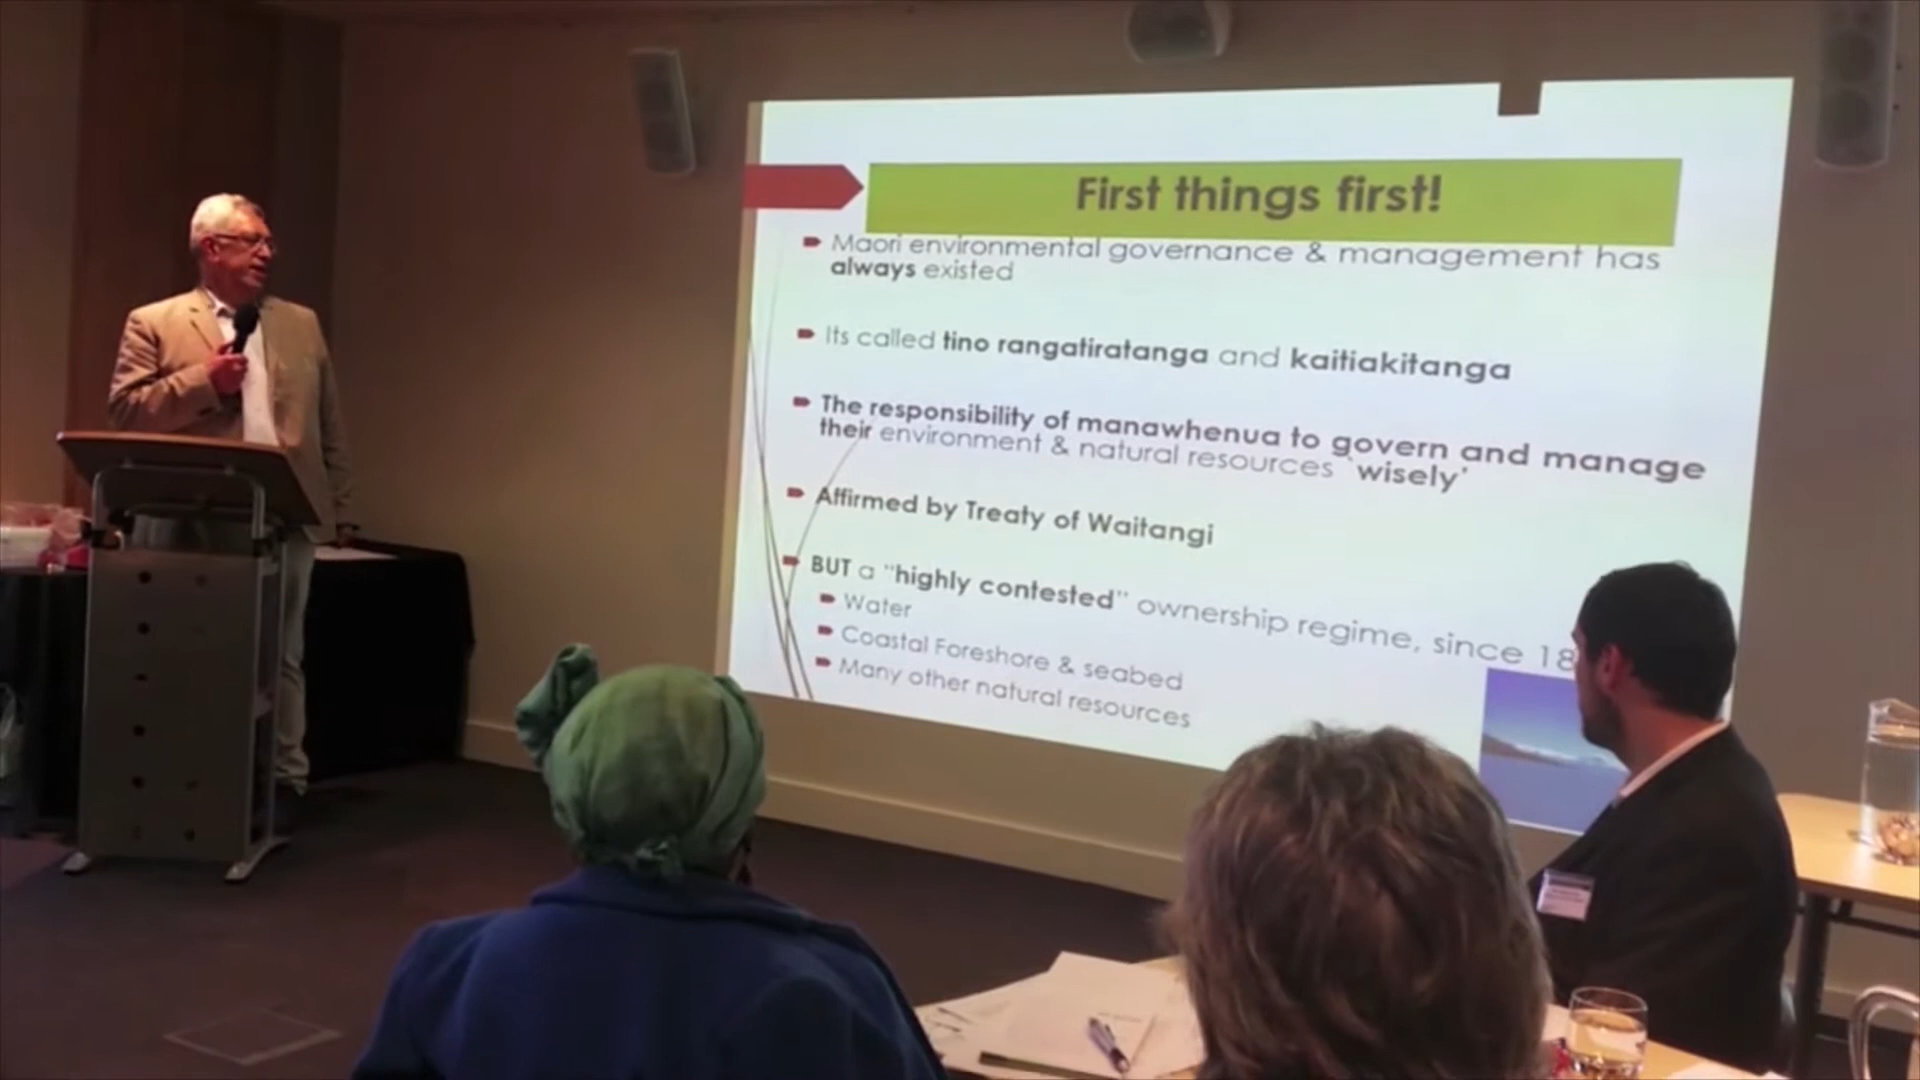 First things first!
Maori environmental governance & management has
always existed
Its called tino rangatiratanga and kaitiakitanga
The responsibility of manawhenua to govern and manage
their environment & natural resources `wisely'
Affirmed by Treaty of Waitangi
BUT a "highly contested" ownership regime, since 18
Water
Coastal Foreshore & seabed
Many other natural resources